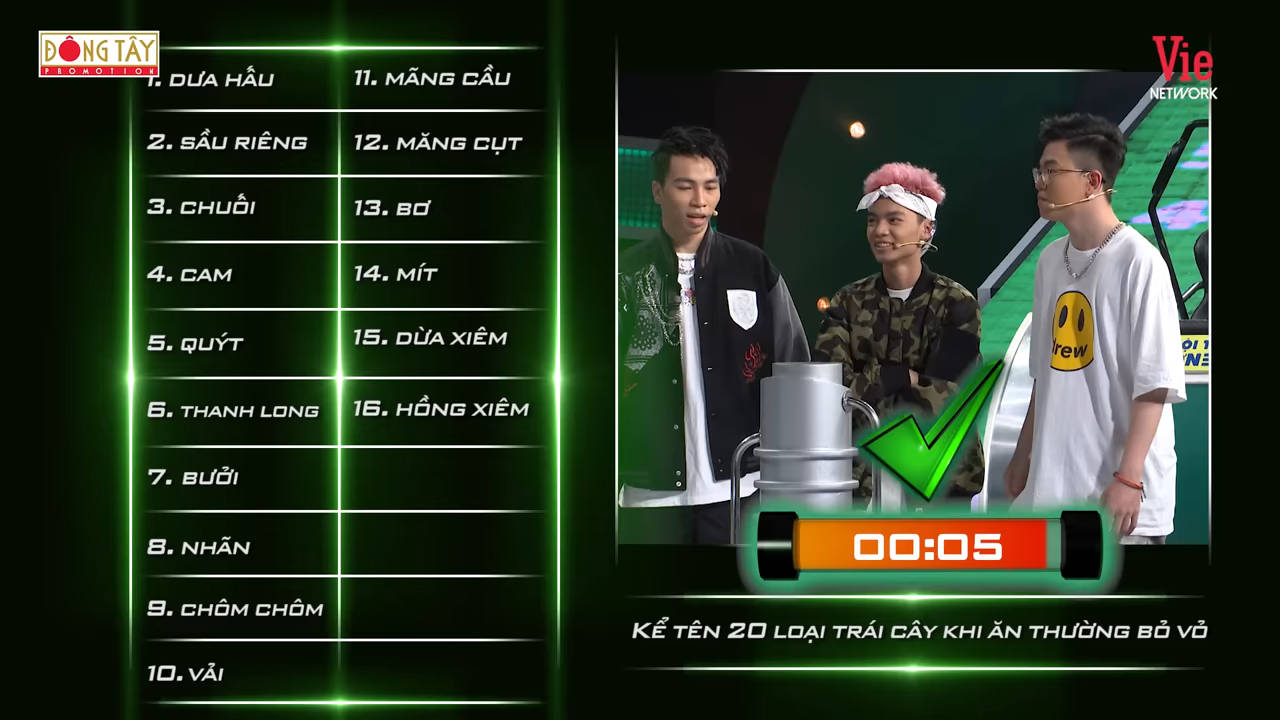 ĐÔNG TÂY
PROMOTION
Vie
NETWORK
1. DƯA HẤU
2. SẦU RIÊNG
3. CHUỐI
4. CAM
5. QUÝT
6. THANH LONG
7. BƯỞI
8. NHÃN
9. CHÔM CHÔM
10. VẢI
11. MÃNG CẦU
12. MĂNG CỤT
13. BƠ
14. MÍT
15. DỪA XIÊM
16. HỒNG XIÊM
drew
00:05
KỂ TÊN 20 LOẠI TRÁI CÂY KHI ĂN THƯỜNG BỎ VỎ